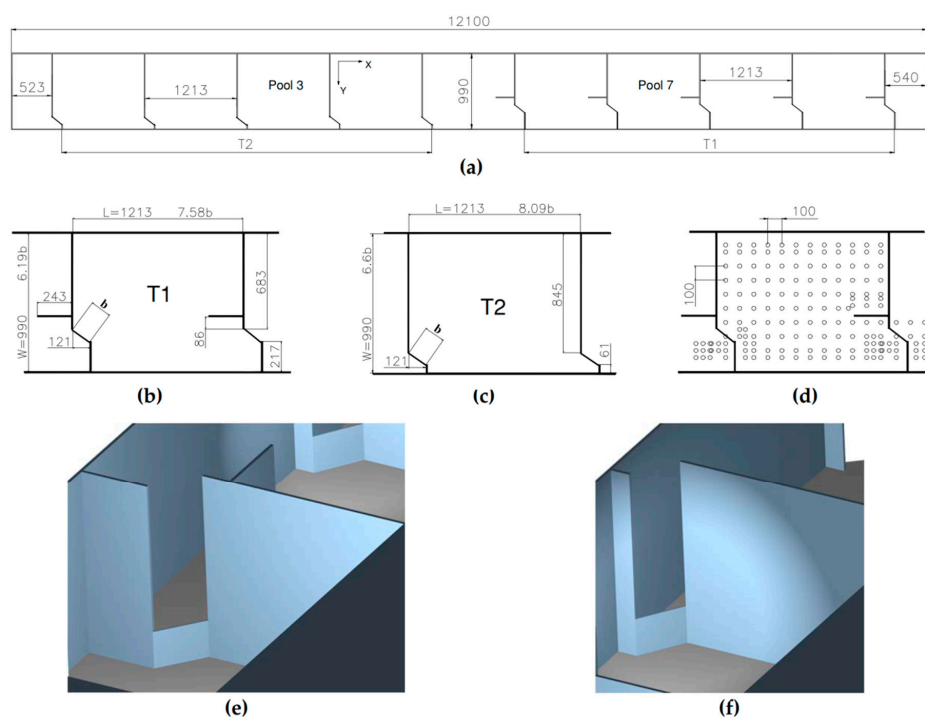 12100
523
1213
Pool 3
X
Y
990
Pool 7
1213
540
T2
T1
(a)
L=1213 7.58b
6.19b
W=990
243
b
121
T1
683
86
217
(b)
L=1213 8.09b
6.6b
W=990
b
121
T2
845
61
(c)
100
100
(d)
(e)
(f)